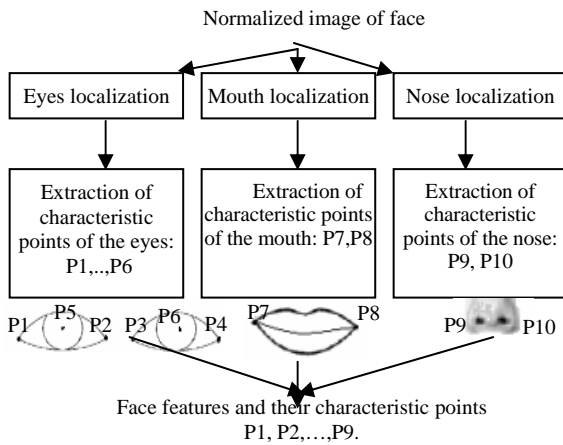 Normalized image of face
Eyes localization
Mouth localization
Nose localization
Extraction of
characteristic
points of the eyes:
P1,..,P6
Extraction of
characteristic points
of the mouth: P7,P8
Extraction of
characteristic
points of the nose:
P9, P10
P1 P5 P2 P3 P6 P4
P7 P8
P9 P10
Face features and their characteristic points
P1, P2,…,P9.